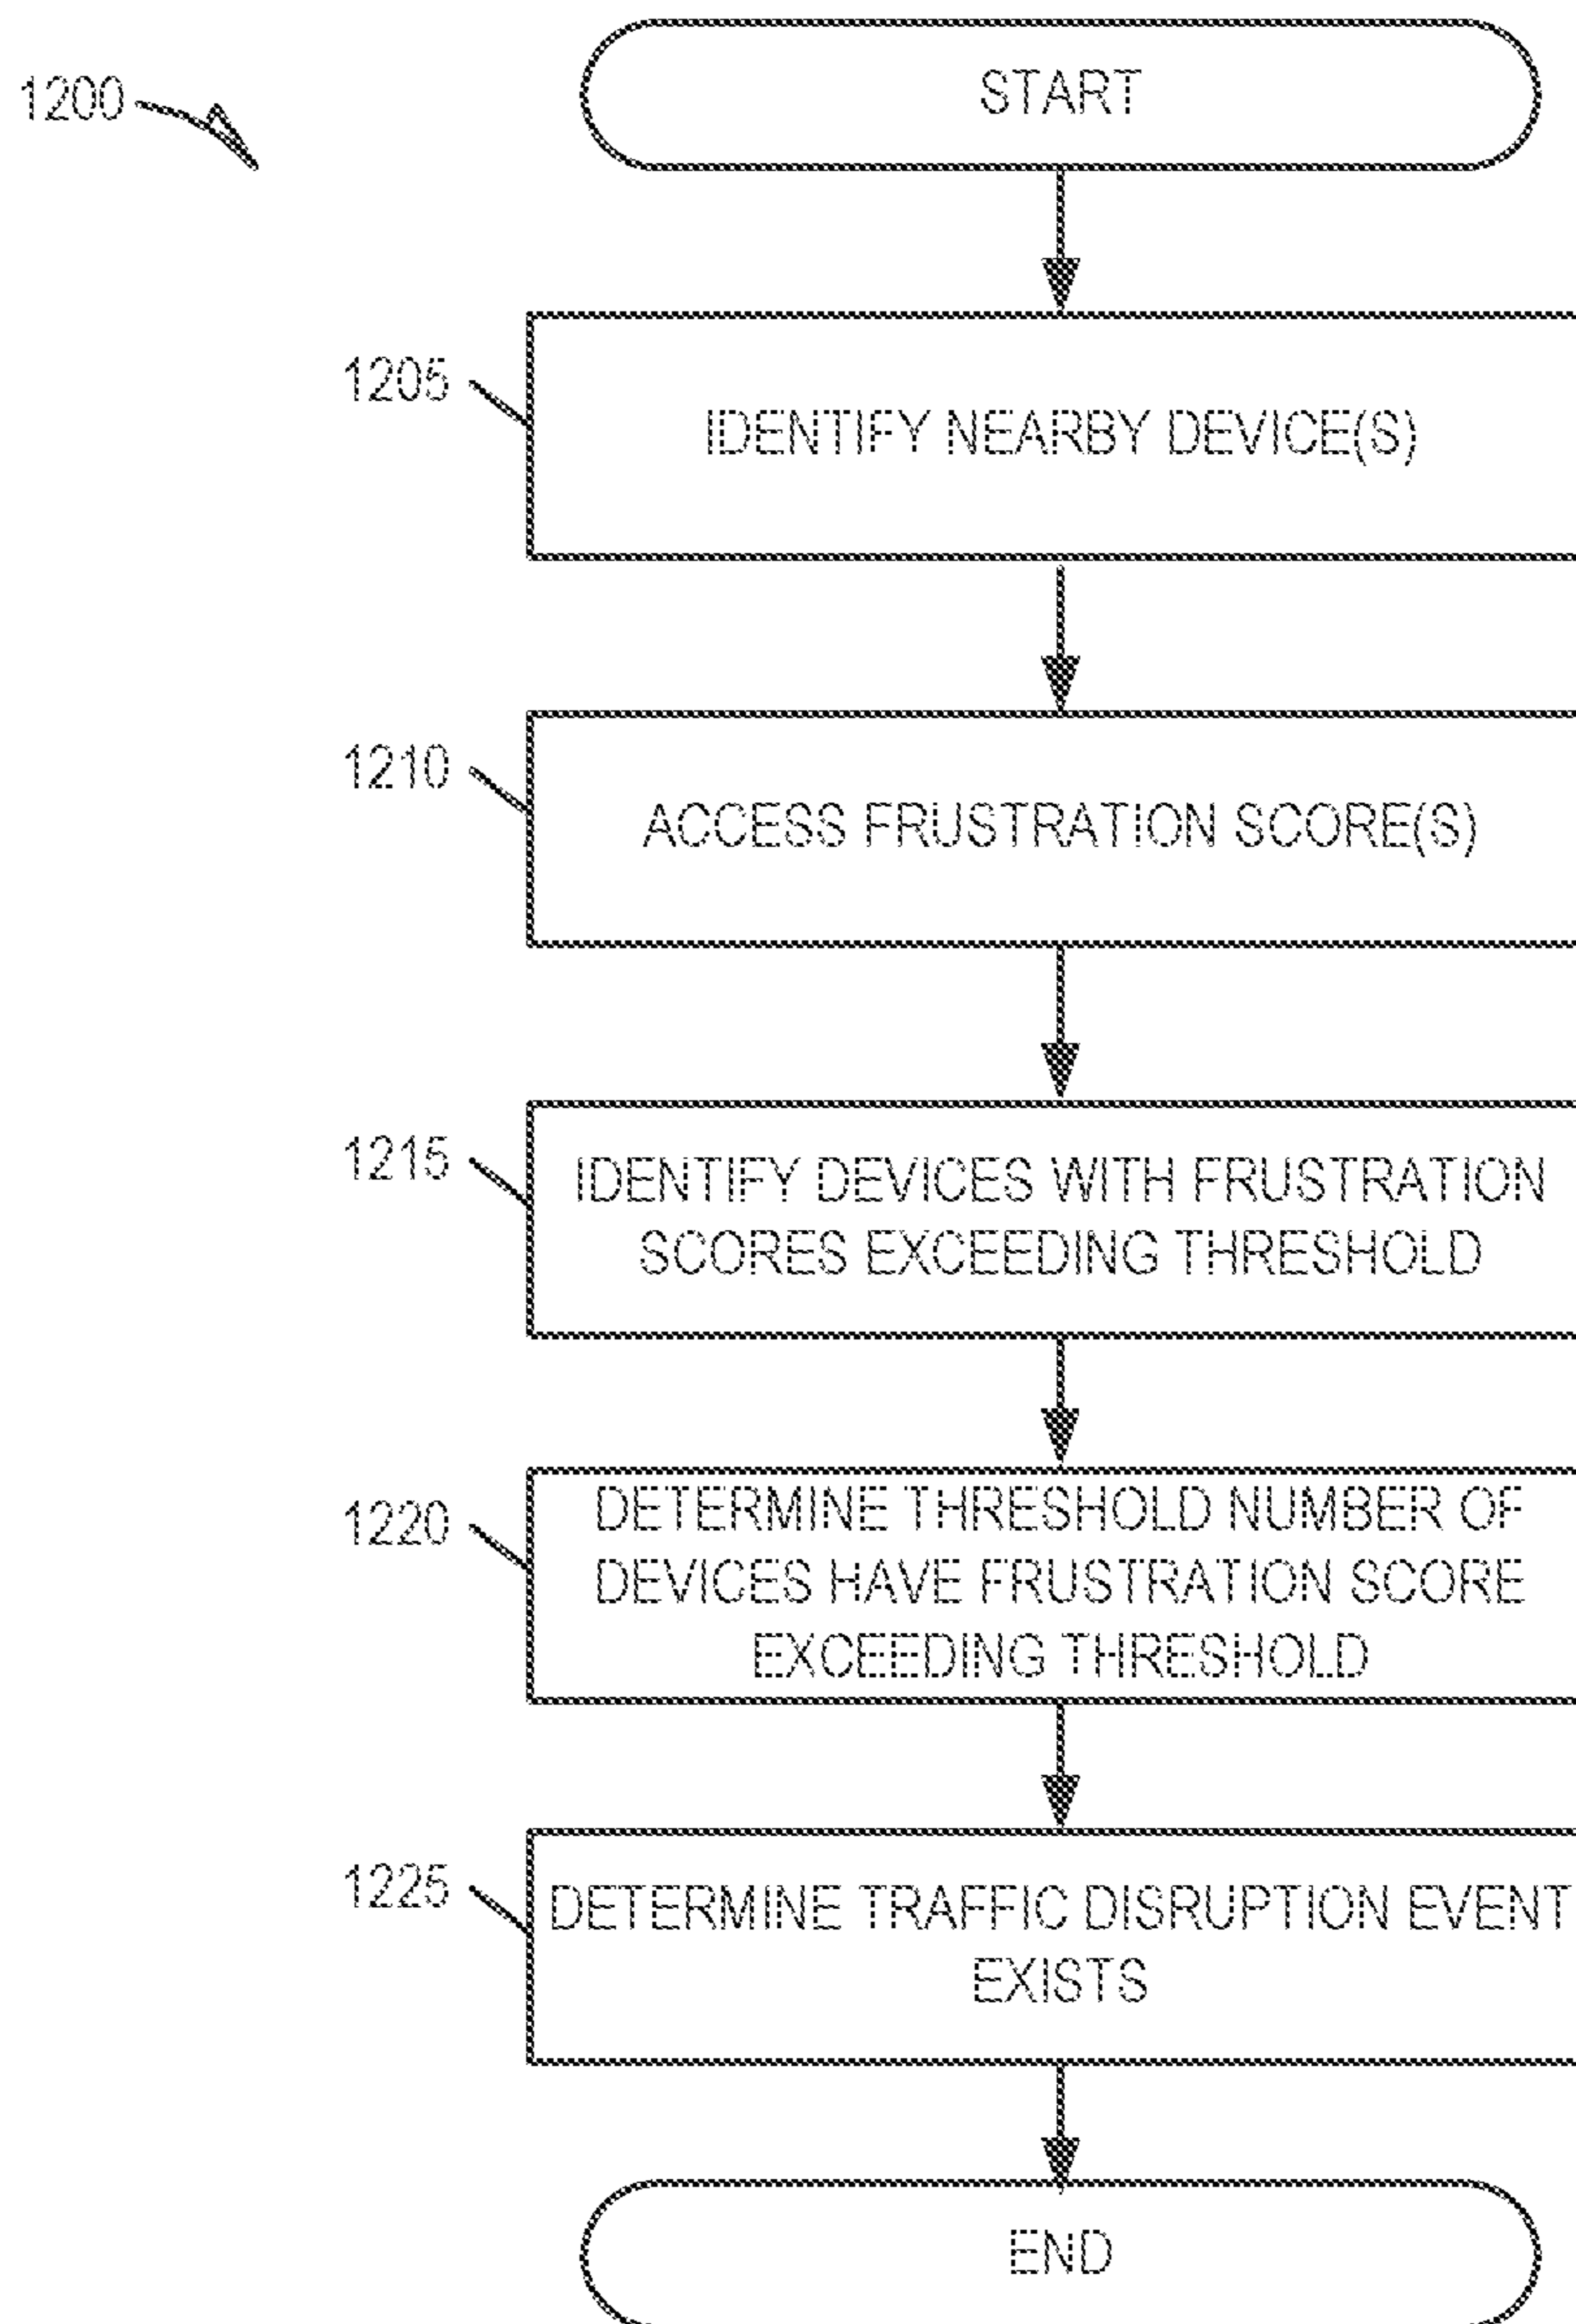 1200
START
1205
IDENTIFY NEARBY DEVICE(S)
1210
ACCESS FRUSTRATION SCORE(S)
1215
IDENTIFY DEVICES WITH FRUSTRATION
SCORES EXCEEDING THRESHOLD
1220
DETERMINE THRESHOLD NUMBER OF
DEVICES HAVE FRUSTRATION SCORE
EXCEEDING THRESHOLD
1225
DETERMINE TRAFFIC DISRUPTION EVENT
EXISTS
END